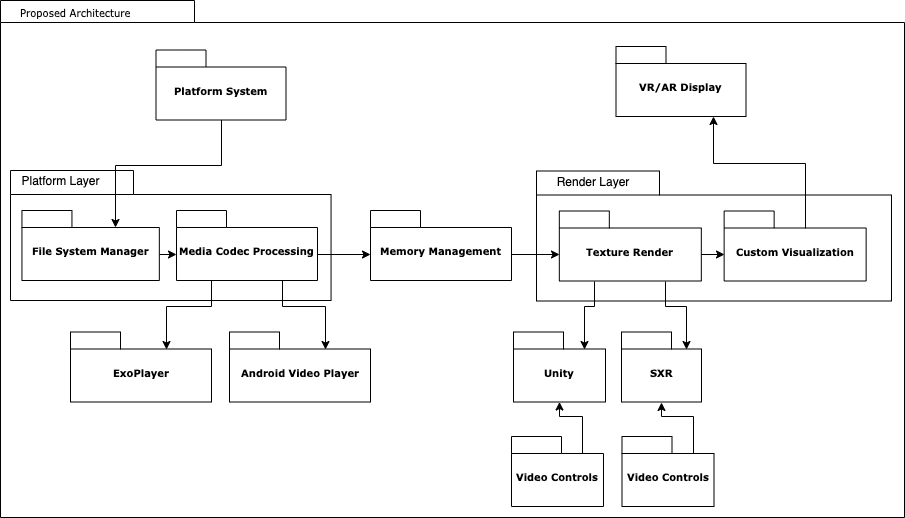 Proposed Architecture
Platform System
VR/AR Display
Platform Layer
Render Layer
File System Manager
Media Codec Processing
Memory Management
Texture Render
Custom Visualization
ExoPlayer
Android Video Player
Unity
SXR
Video Controls
Video Controls